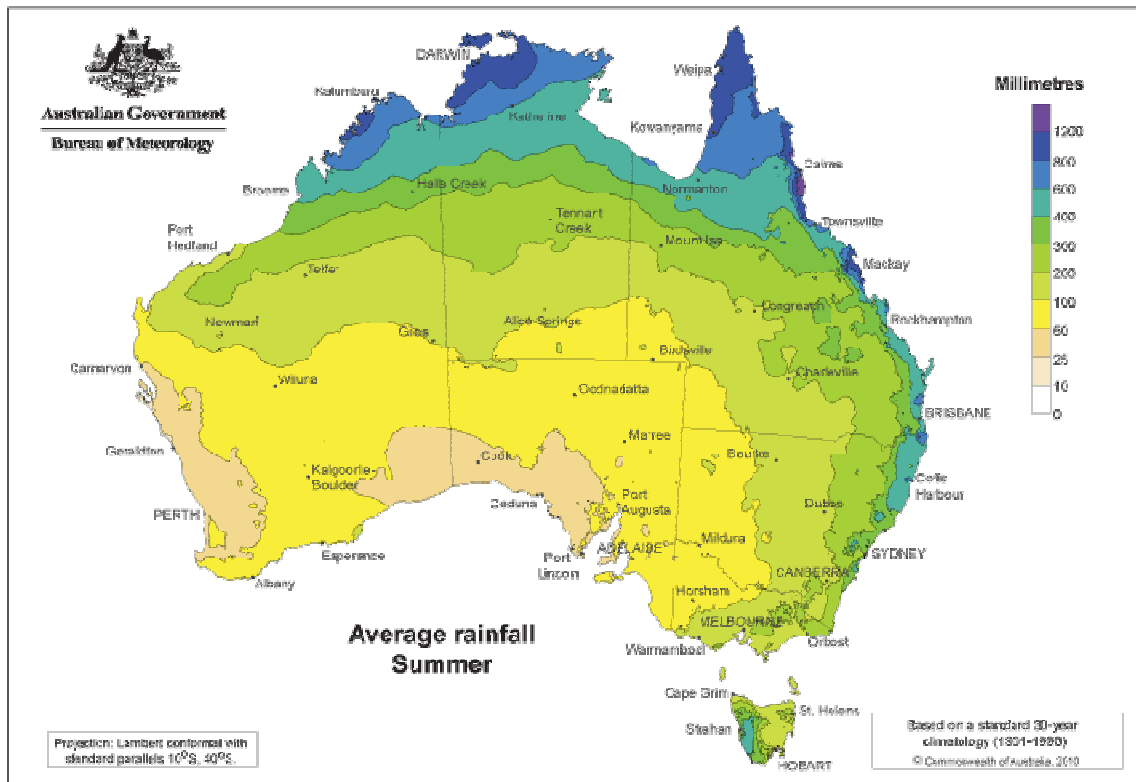 Australian Government
Bureau of Meteorology
DARWIN
Weipa
Kalumburu
Katherine
Kowanyama
Cairns
Broome
Halls Creek
Normanton
Port
Hedland
Tennant
Creek
Townsville
Mount Isa
Telfer
Mackay
Longreach
Newman
Giles
Alice Springs
Rockhampton
Birdsville
Carnarvon
Wiluna
Oodnadatta
Charleville
BRISBANE
Marree
Geraldton
Cook
Bourke
Kalgoorlie-
Boulder
Coffs
Harbour
PERTH
Ceduna
Port
Augusta
Dubbo
Esperance
ADELAIDE
Mildura
SYDNEY
Albany
Port
Lincoln
CANBERRA
Horsham
MELBOURNE
Warrnambool
Orbost
Cape Grim
St. Helens
Strahan
HOBART
Millimetres
1200
800
600
400
300
200
100
50
25
10
0
Average rainfall
Summer
Projection: Lambert conformal with
standard parallels 10°S, 40°S.
Based on a standard 30-year
climatology (1961-1990)
© Commonwealth of Australia, 2010